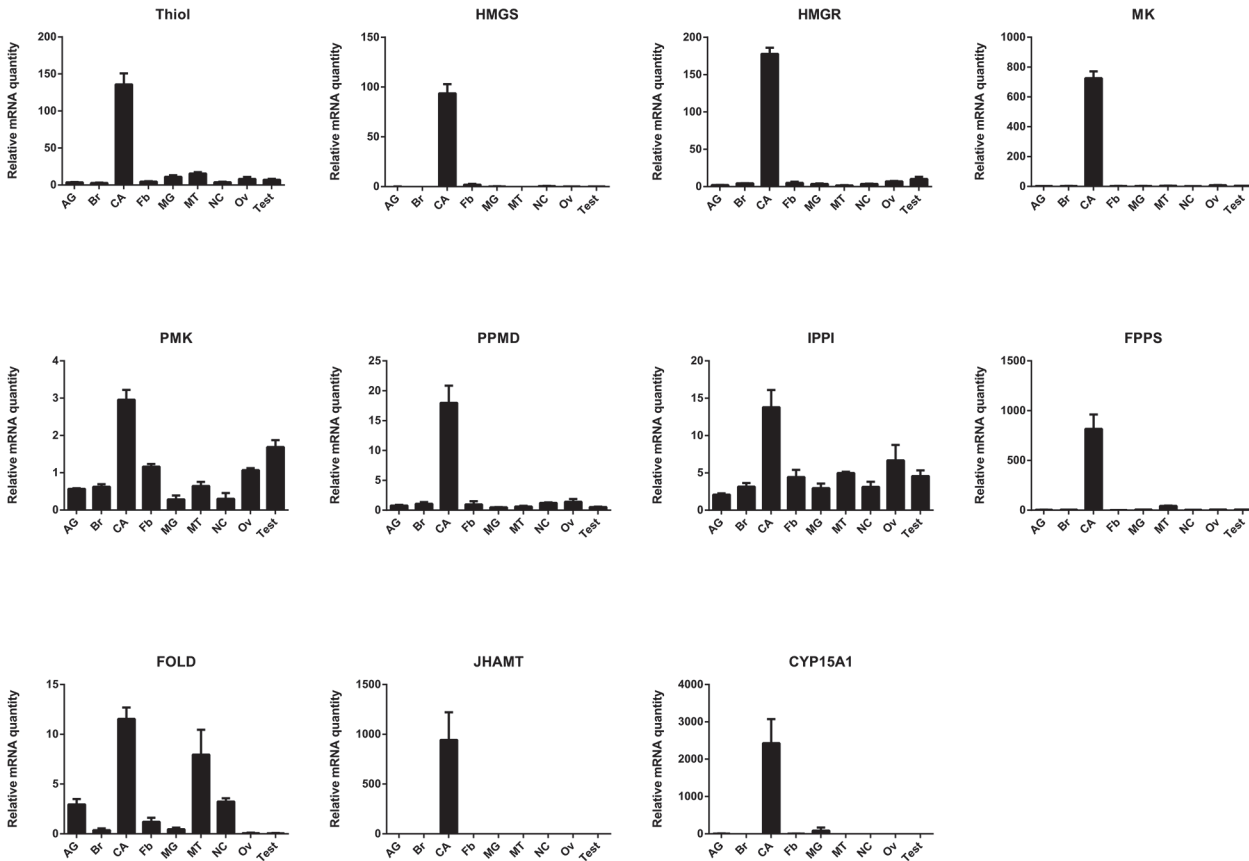 Thiol
Relative mRNA quantity
200
150
100
50
0
AG Br CA Fb MG MT NC Ov Test
HMGS
Relative mRNA quantity
150
100
50
0
AG Br CA Fb MG MT NC Ov Test
HMGR
Relative mRNA quantity
200
150
100
50
0
AG Br CA Fb MG MT NC Ov Test
MK
Relative mRNA quantity
1000
800
600
400
200
0
AG Br CA Fb MG MT NC Ov Test
PMK
Relative mRNA quantity
4
3
2
1
0
AG Br CA Fb MG MT NC Ov Test
PPMD
Relative mRNA quantity
25
20
15
10
5
0
AG Br CA Fb MG MT NC Ov Test
IPPI
Relative mRNA quantity
20
15
10
5
0
AG Br CA Fb MG MT NC Ov Test
FPPS
Relative mRNA quantity
1500
1000
500
0
AG Br CA Fb MG MT NC Ov Test
FOLD
Relative mRNA quantity
15
10
5
0
AG Br CA Fb MG MT NC Ov Test
JHAMT
Relative mRNA quantity
1500
1000
500
0
AG Br CA Fb MG MT NC Ov Test
CYP15A1
Relative mRNA quantity
4000
3000
2000
1000
0
AG Br CA Fb MG MT NC Ov Test